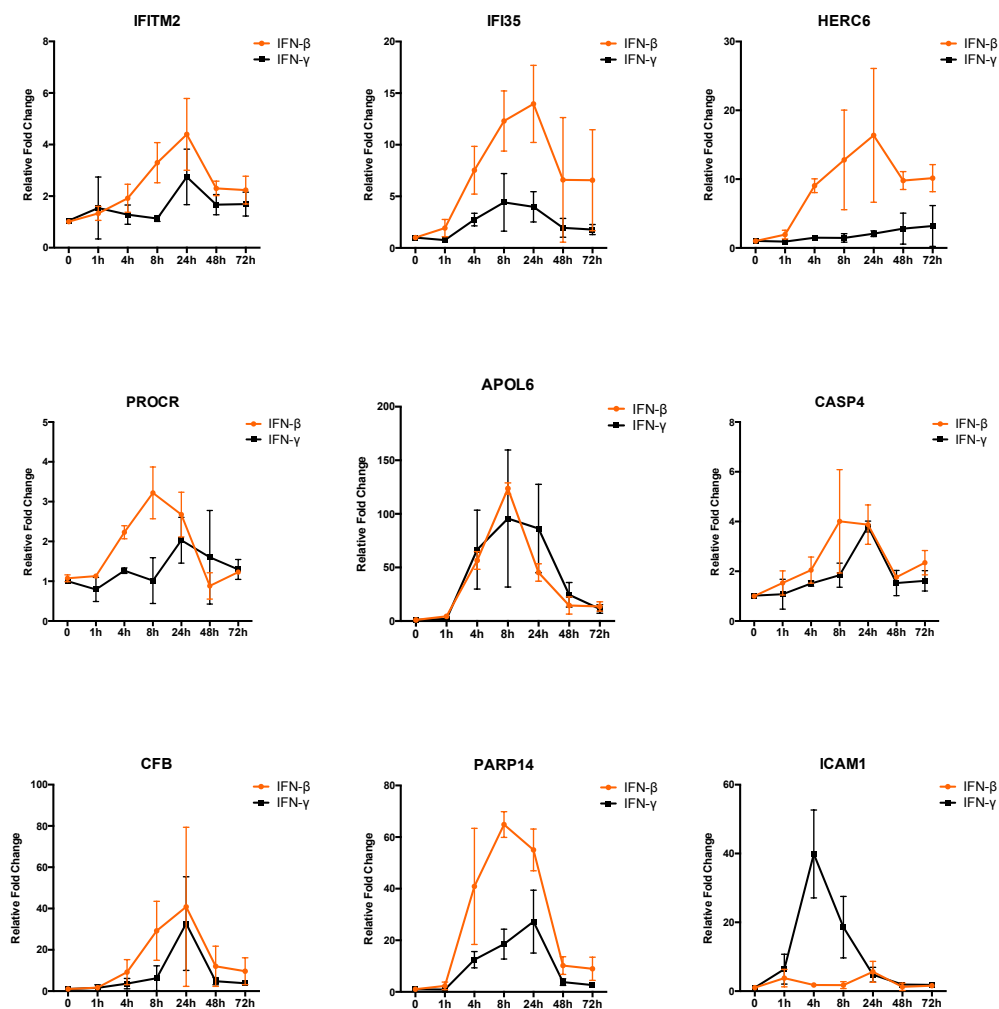 IFITM2
IFN-β
IFN-γ
Relative Fold Change
8
6
4
2
0
0 1h 4h 8h 24h 48h 72h
IFI35
IFN-β
IFN-γ
Relative Fold Change
20
15
10
5
0
0 1h 4h 8h 24h 48h 72h
HERC6
IFN-β
IFN-γ
Relative Fold Change
30
20
10
0
0 1h 4h 8h 24h 48h 72h
PROCR
IFN-β
IFN-γ
Relative Fold Change
5
4
3
2
1
0
0 1h 4h 8h 24h 48h 72h
APOL6
IFN-β
IFN-γ
Relative Fold Change
200
150
100
50
0
0 1h 4h 8h 24h 48h 72h
CASP4
IFN-β
IFN-γ
Relative Fold Change
8
6
4
2
0
0 1h 4h 8h 24h 48h 72h
CFB
IFN-β
IFN-γ
Relative Fold Change
100
80
60
40
20
0
0 1h 4h 8h 24h 48h 72h
PARP14
IFN-β
IFN-γ
Relative Fold Change
80
60
40
20
0
0 1h 4h 8h 24h 48h 72h
ICAM1
IFN-β
IFN-γ
Relative Fold Change
60
40
20
0
0 1h 4h 8h 24h 48h 72h